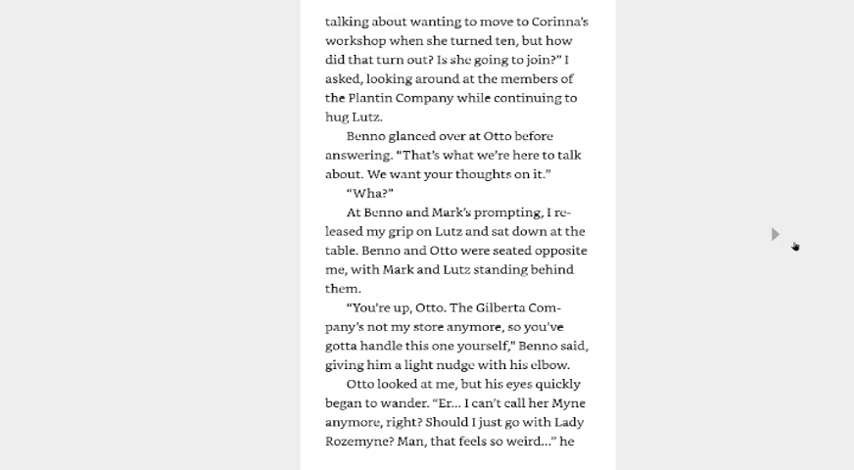 talking about wanting to move to Corinna's
workshop when she turned ten, but how
did that turn out? Is she going to join?” I
asked, looking around at the members of
the Plantin Company while continuing to
hug Lutz.
Benno glanced over at Otto before
answering. “That's what we're here to talk
about. We want your thoughts on it.”
“Wha?”
At Benno and Mark's prompting, I re-
leased my grip on Lutz and sat down at the
table. Benno and Otto were seated opposite
me, with Mark and Lutz standing behind
them.
“You're up, Otto. The Gilberta Com-
pany's not my store anymore, so you've
gotta handle this one yourself,” Benno said,
giving him a light nudge with his elbow.
Otto looked at me, but his eyes quickly
began to wander. “Er... I can't call her Myne
anymore, right? Should I just go with Lady
Rozemyne? Man, that feels so weird...” he